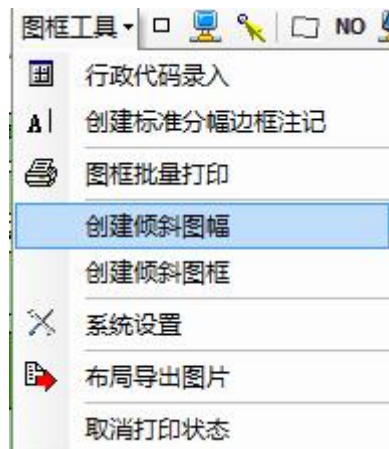 图框工具
NO
行政代码录入
A
创建标准分幅边框注记
图框批量打印
创建倾斜图幅
创建倾斜图框
系统设置
布局导出图片
取消打印状态